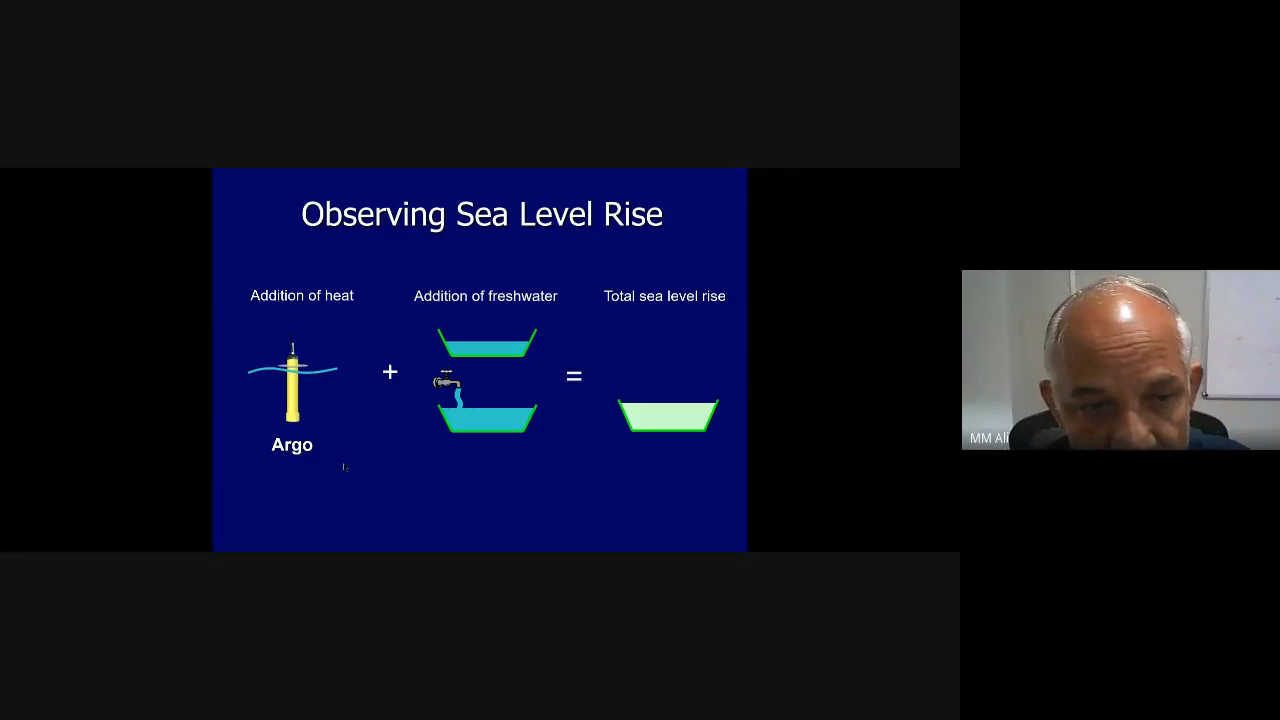 Observing Sea Level Rise
Addition of heat
Addition of freshwater
Total sea level rise
+
=
Argo
MM Ali